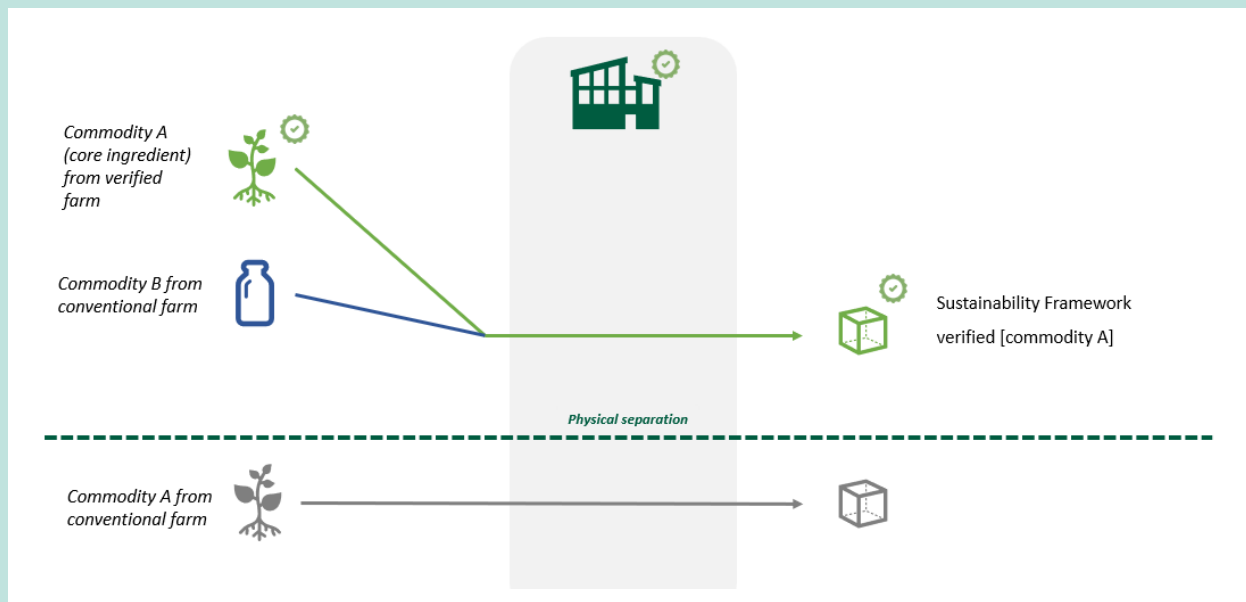 Commodity A
(core ingredient)
from verified
farm
Commodity B from
conventional farm
Sustainability Framework
verified [commodity A]
Physical separation
Commodity A from
conventional farm